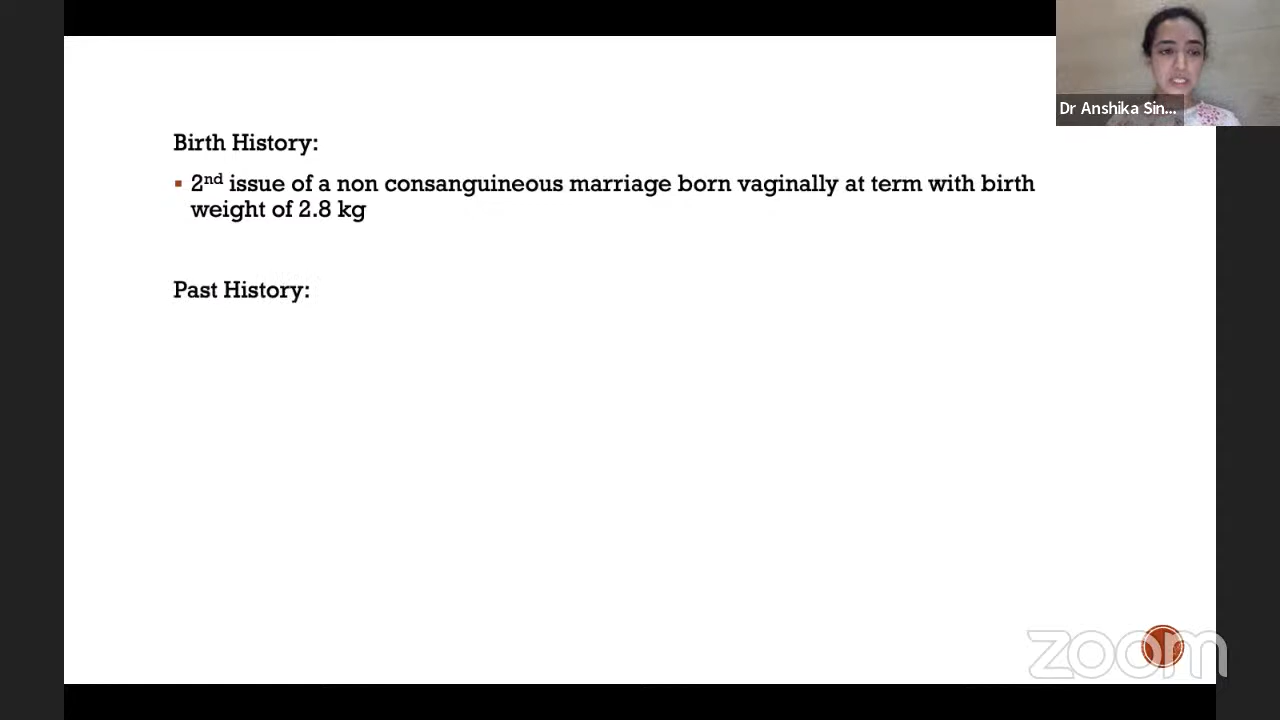 Dr Anshika Sin...
Birth History:
▪ 2nd issue of a non consanguineous marriage born vaginally at term with birth
weight of 2.8 kg
Past History:
zoom